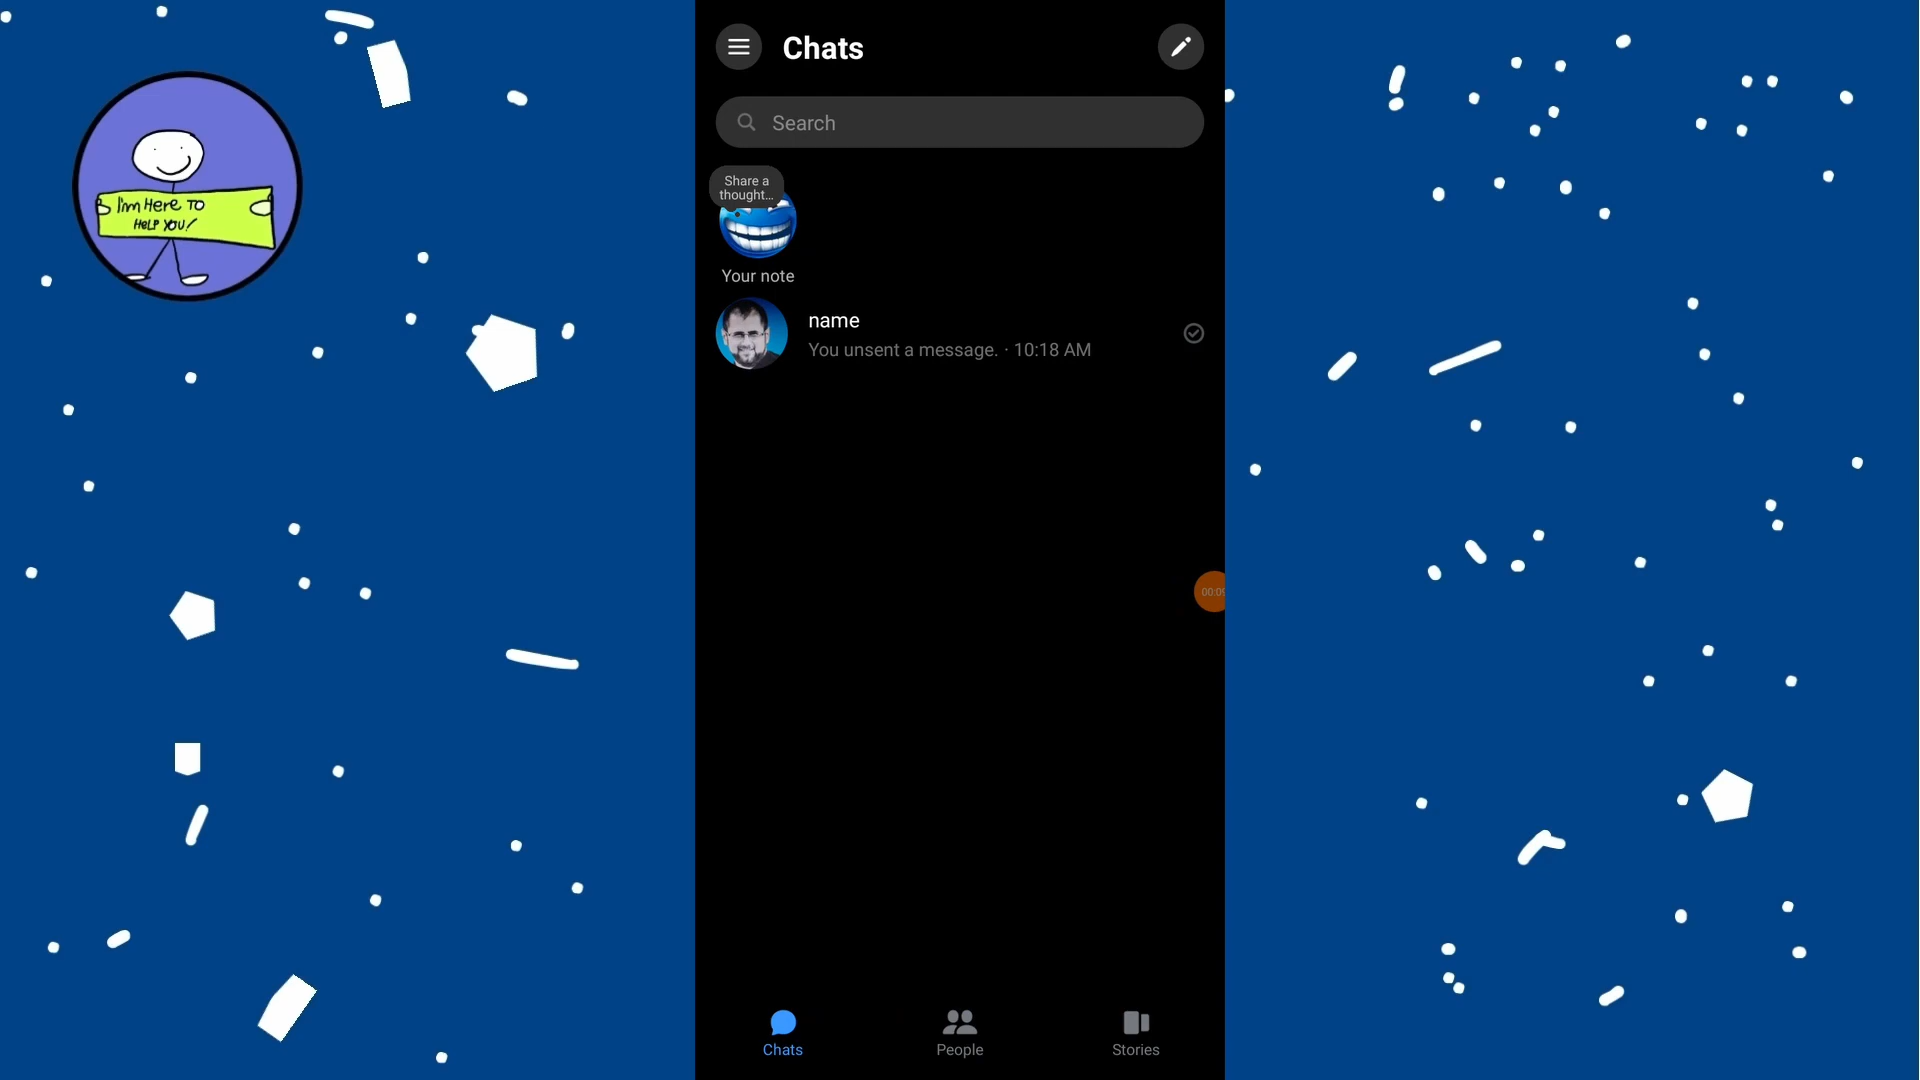 I'm Here To
Help You!
Chats
Search
Share a
thought...
Your note
name
You unsent a message. · 10:18 AM
Chats
People
Stories